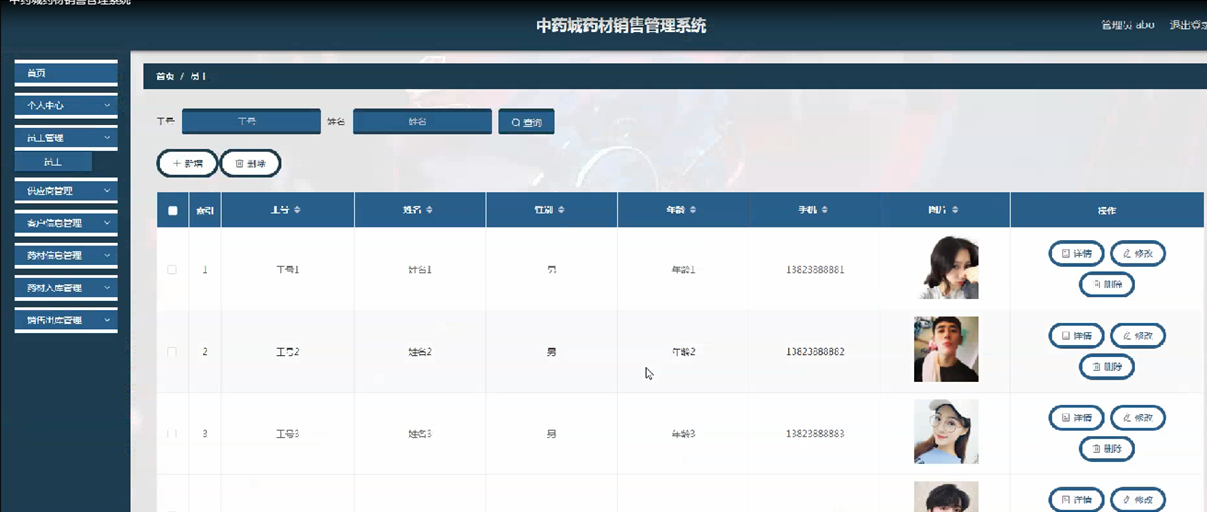 中药城药材销售管理系统
中药城药材销售管理系统
管理员 abo 退出登录
首页
个人中心
员工管理
员工
供应商管理
客户信息管理
药材信息管理
药材入库管理
销售出库管理
首页 / 员工
工号 工号 姓名 姓名 查询
新增 删除
索引 工号 姓名 性别 年龄 手机 图片 操作
1 工号1 姓名1 男 年龄1 13823888881 详情 修改
删除
2 工号2 姓名2 男 年龄2 13823888882 详情 修改
删除
3 工号3 姓名3 男 年龄3 13823888883 详情 修改
删除
详情 修改